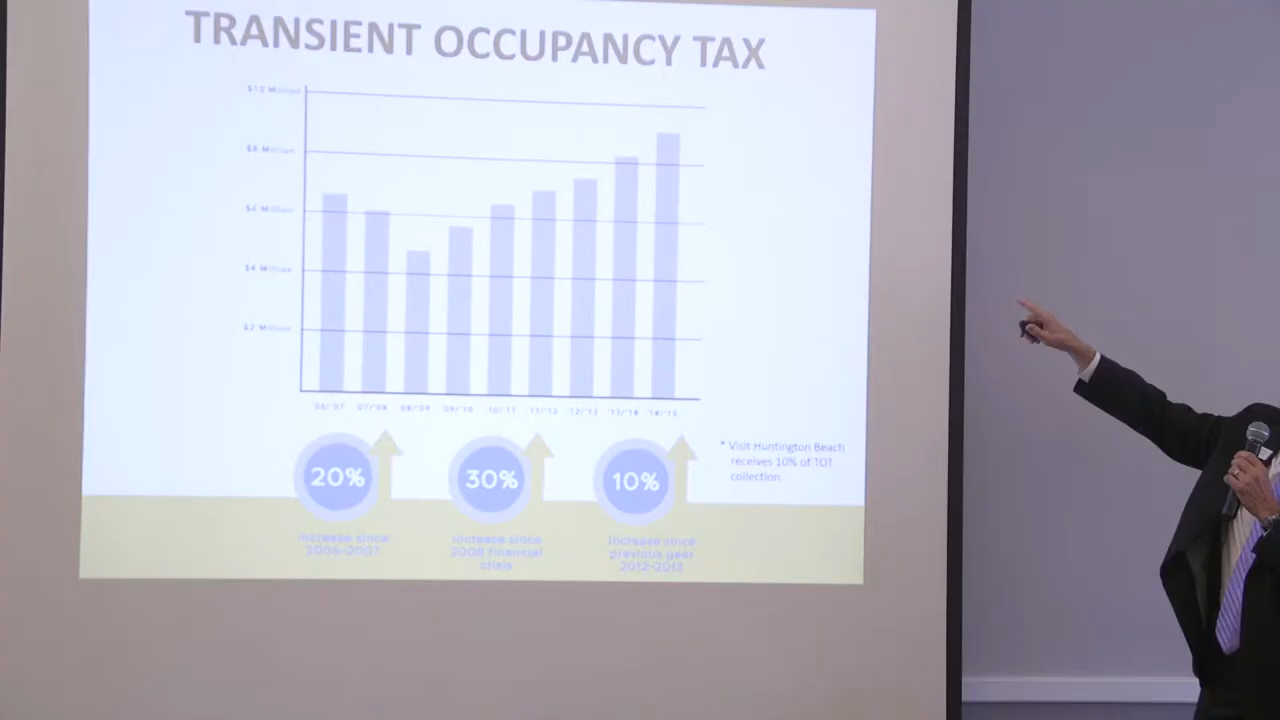 TRANSIENT OCCUPANCY TAX
$10 Million
$8 Million
$6 Million
$4 Million
$2 Million
'06/'07 '07/'08 '08/'09 '09/'10 '10/'11 '11/'12 '12/'13 '13/'14 '14/'15
20%
Increase since
2006-2007
30%
Increase since
2008 financial
crisis
10%
Increase since
previous year
2012-2013
* Visit Huntington Beach
receives 10% of TOT
collection